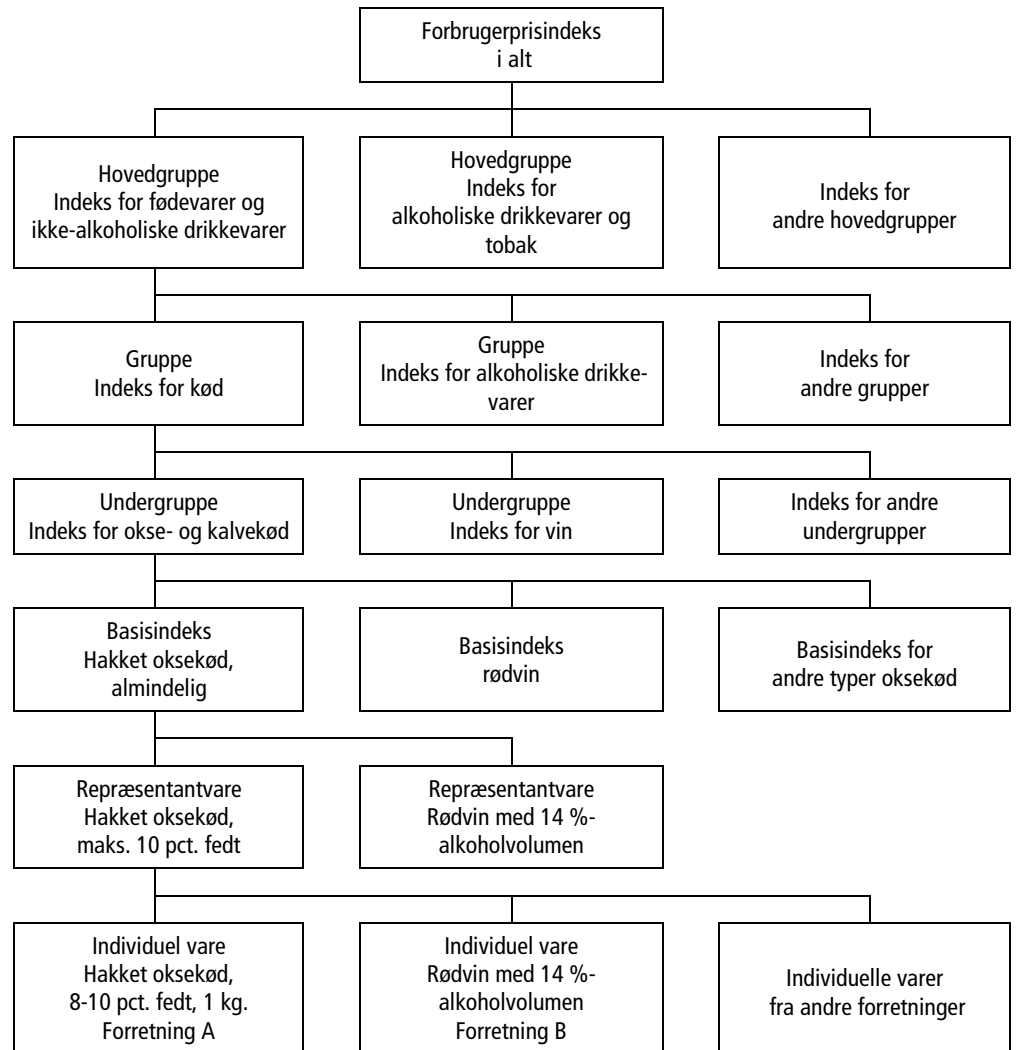 Forbrugerprisindeks
i alt
Hovedgruppe
Indeks for fødevarer og
ikke-alkoholiske drikkevarer
Hovedgruppe
Indeks for
alkoholiske drikkevarer og
tobak
Indeks for
andre hovedgrupper
Gruppe
Indeks for kød
Gruppe
Indeks for alkoholiske drikke-
varer
Indeks for
andre grupper
Undergruppe
Indeks for okse- og kalvekød
Undergruppe
Indeks for vin
Indeks for andre
undergrupper
Basisindeks
Hakket oksekød,
almindelig
Basisindeks
rødvin
Basisindeks for
andre typer oksekød
Repræsentantvare
Hakket oksekød,
maks. 10 pct. fedt
Repræsentantvare
Rødvin med 14 %-
alkoholvolumen
Individuel vare
Hakket oksekød,
8-10 pct. fedt, 1 kg.
Forretning A
Individuel vare
Rødvin med 14 %-
alkoholvolumen
Forretning B
Individuelle varer
fra andre forretninger